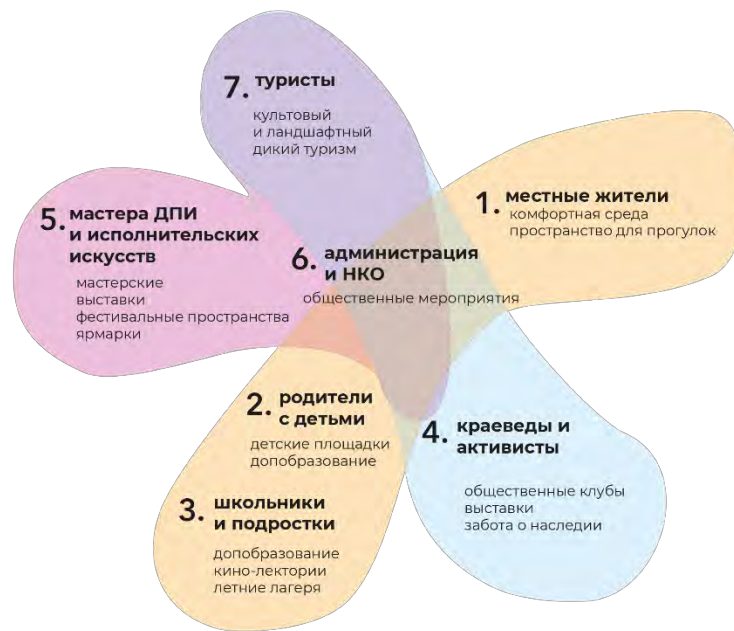 7. туристы
культовый
и ландшафтный
дикий туризм
1. местные жители
комфортная среда
пространство для прогулок
5. мастера ДПИ
и исполнительских
искусств
мастерские
выставки
фестивальные пространства
ярмарки
6. администрация
и НКО
общественные мероприятия
2. родители
с детьми
детские площадки
допобразование
4. краеведы и
активисты
общественные клубы
выставки
забота о наследии
3. школьники
и подростки
допобразование
кино-лектории
летние лагеря